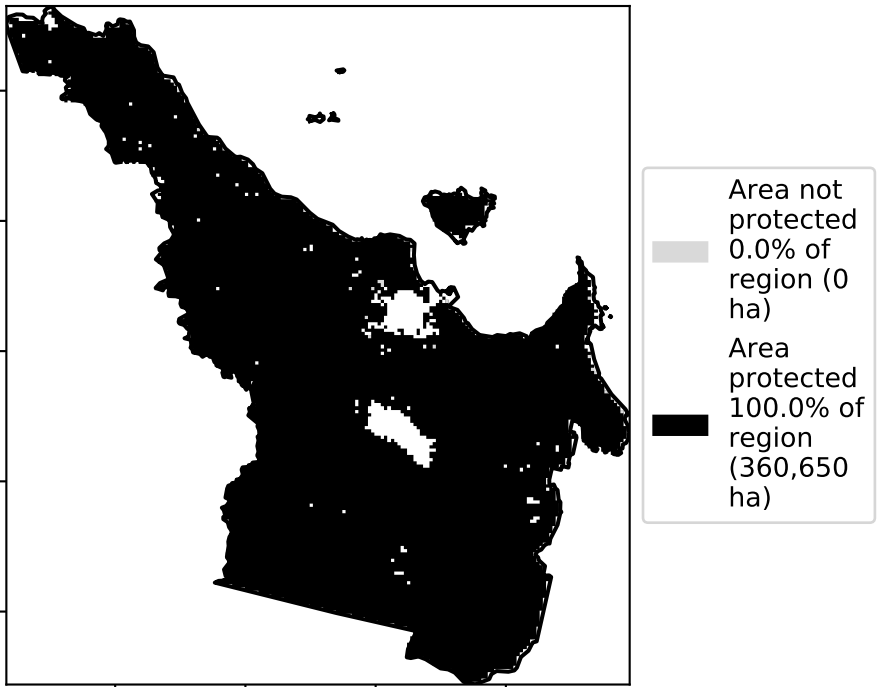 Area not
protected
0.0% of
region (0
ha)
Area
protected
100.0% of
region
(360,650
ha)